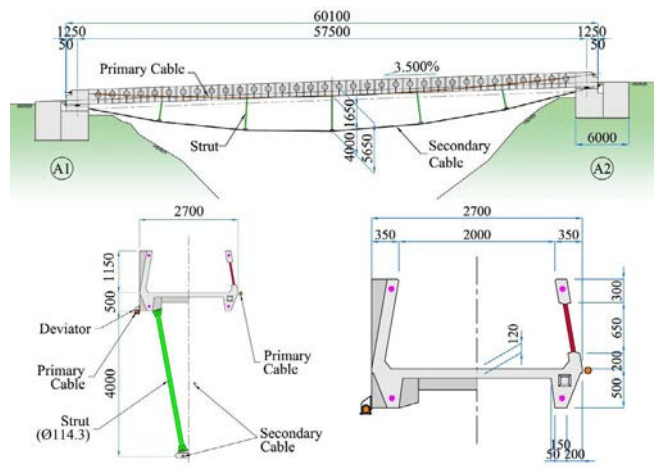 60100
1250
57500
1250
50
50
Primary Cable
3.500%
1650
Strut
4000
5650
Secondary
Cable
6000
A1
A2
2700
1150
500
4000
Deviator
Primary
Cable
Primary
Cable
Strut
(Ø114.3)
Secondary
Cable
2700
350
2000
350
120
300
650
200
500
150
50
200